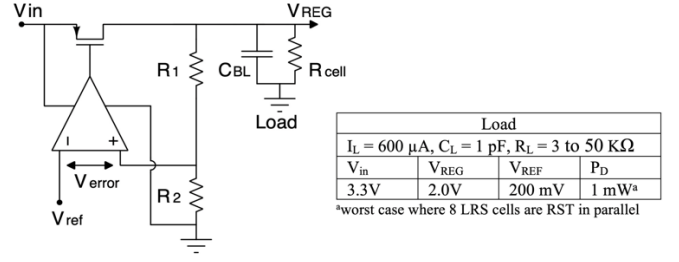 Vin
VREG
R1
CBL
Rcell
Load
- +
Verror
R2
Vref
Load
IL = 600 µA, CL = 1 pF, RL = 3 to 50 KΩ
Vin VREG VREF PD
3.3V 2.0V 200 mV 1 mWᵃ
ᵃworst case where 8 LRS cells are RST in parallel